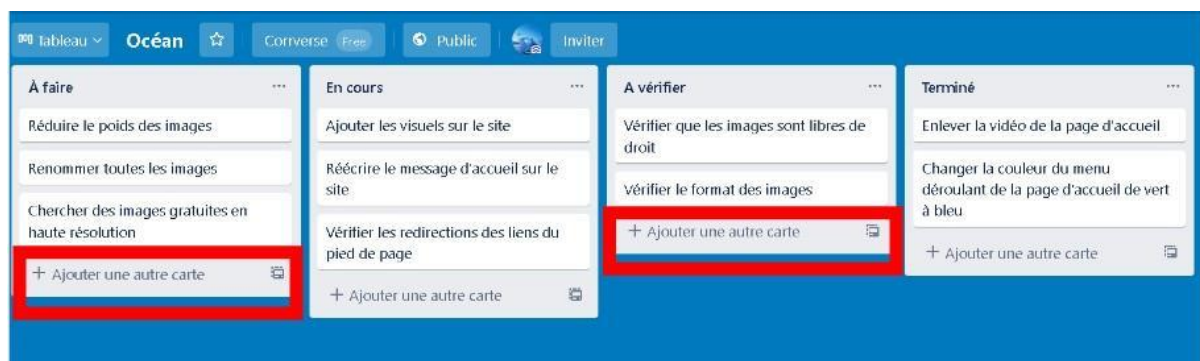 Tableau
Océan
Corrverse Free
Public
Inviter
À faire
Réduire le poids des images
Renommer toutes les images
Chercher des images gratuites en
haute résolution
+ Ajouter une autre carte
En cours
Ajouter les visuels sur le site
Réécrire le message d'accueil sur le
site
Vérifier les redirections des liens du
pied de page
+ Ajouter une autre carte
A vérifier
Vérifier que les images sont libres de
droit
Vérifier le format des images
+ Ajouter une autre carte
Terminé
Enlever la vidéo de la page d'accueil
Changer la couleur du menu
déroulant de la page d'accueil de vert
à bleu
+ Ajouter une autre carte